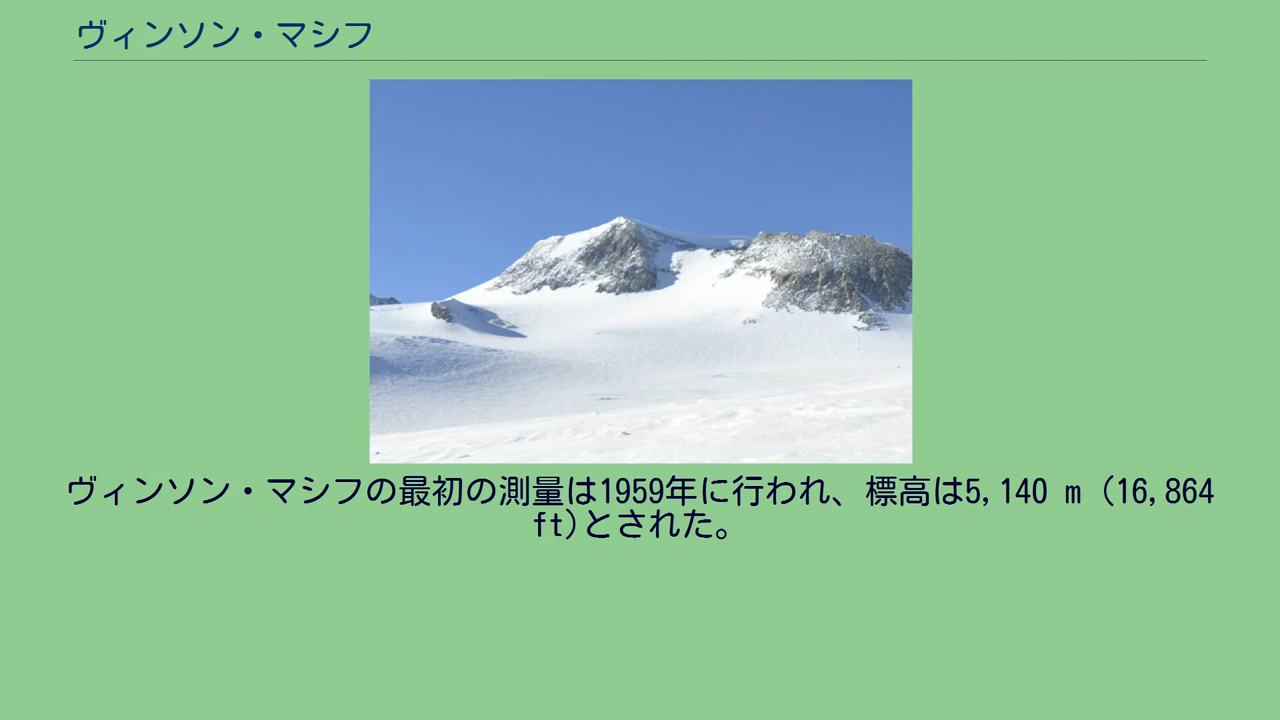 ヴィンソン・マシフ
ヴィンソン・マシフの最初の測量は1959年に行われ、標高は5,140 m (16,864
ft)とされた。